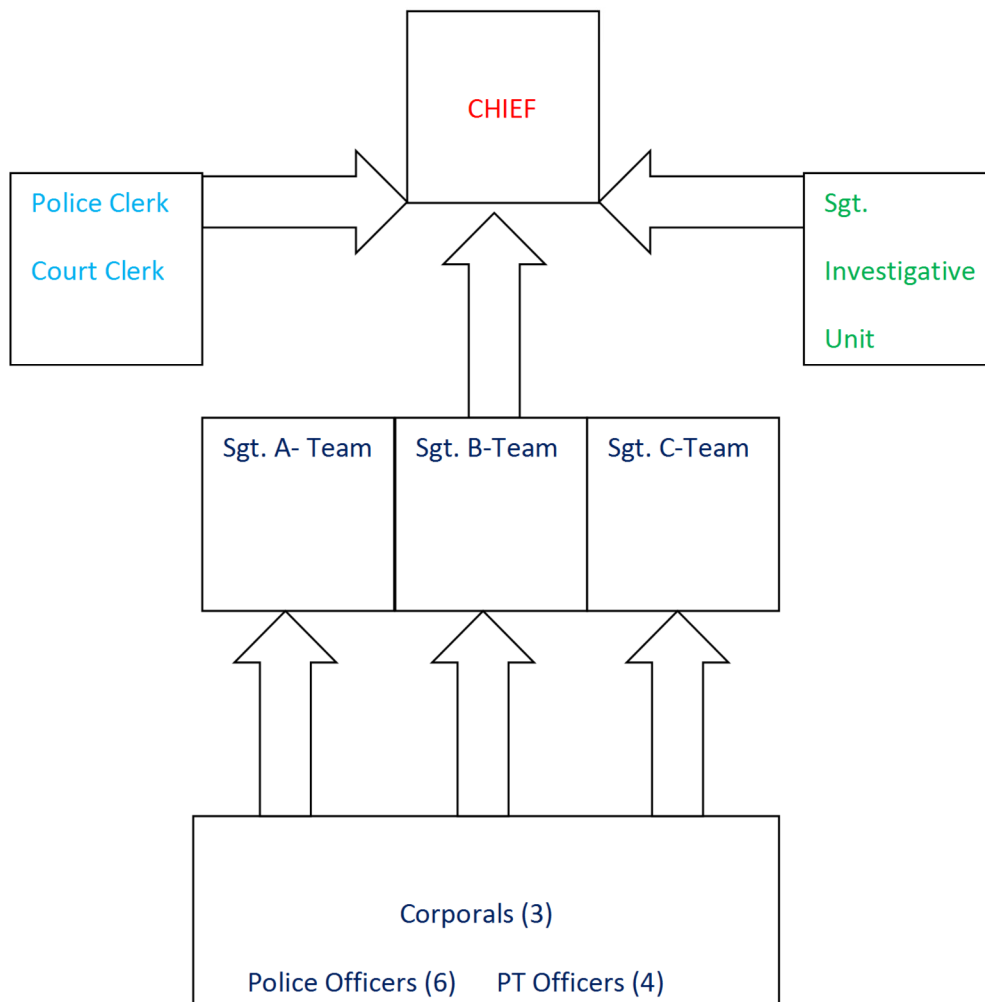 CHIEF
Police Clerk
Court Clerk
Sgt.
Investigative
Unit
Sgt. A- Team
Sgt. B-Team
Sgt. C-Team
Corporals (3)
Police Officers (6) PT Officers (4)